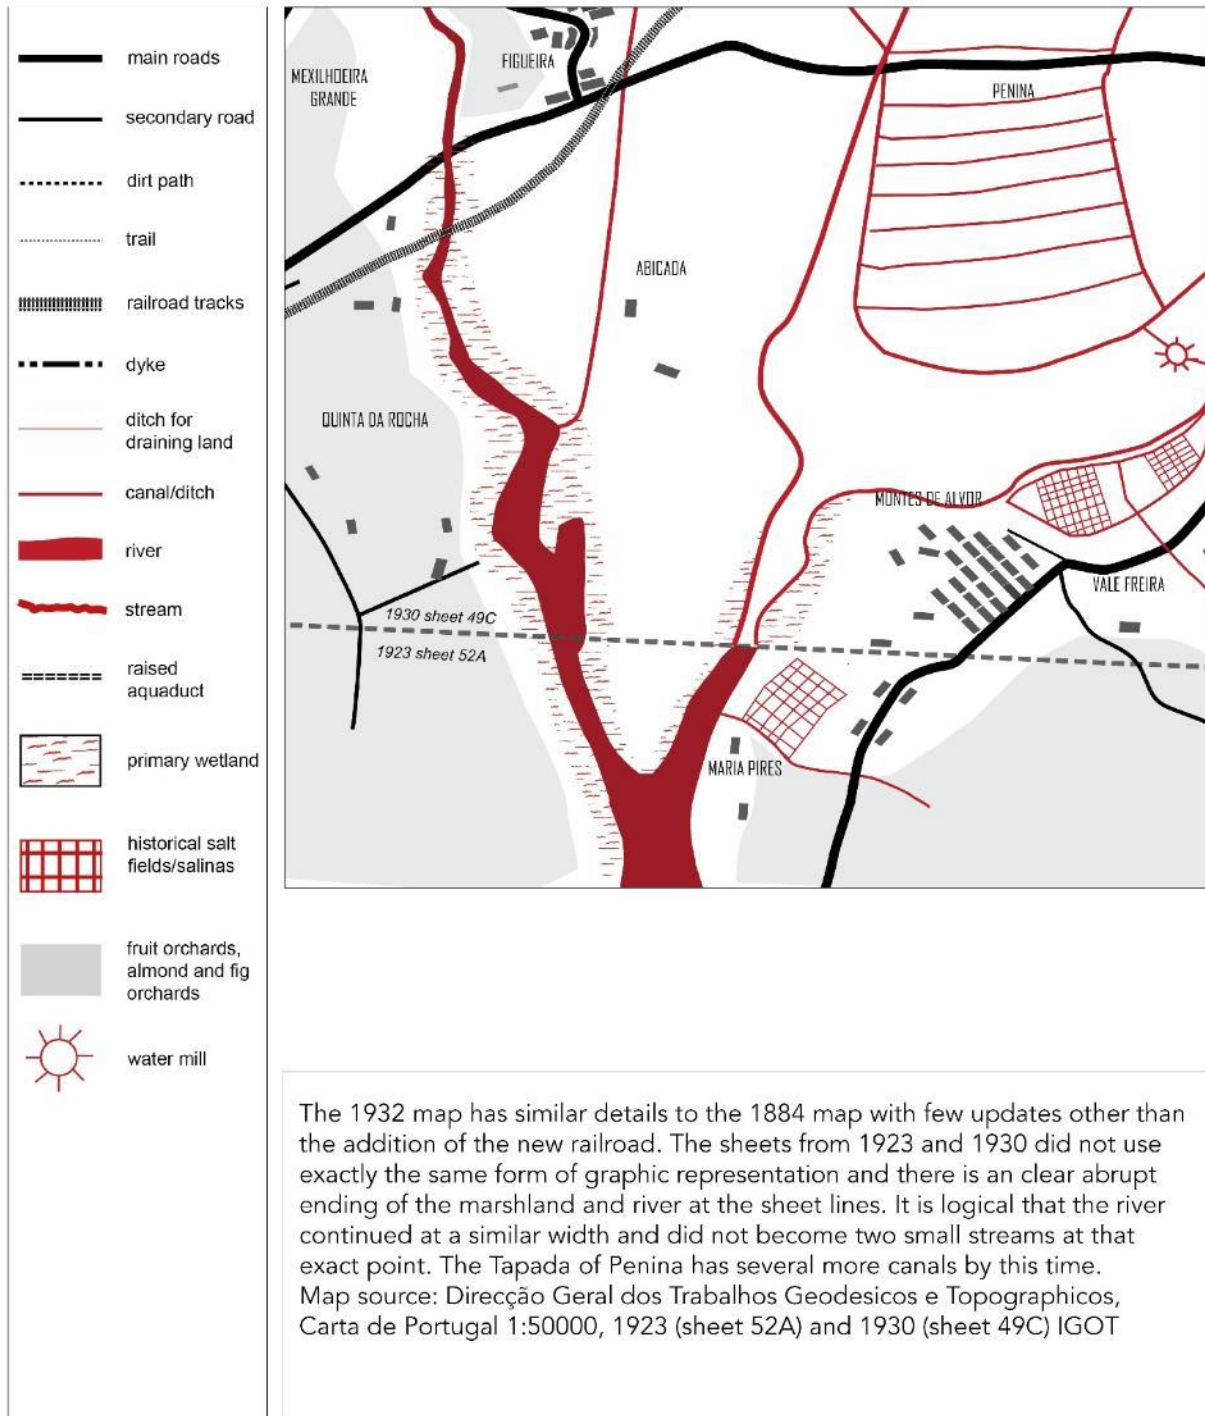 main roads
secondary road
dirt path
trail
railroad tracks
dyke
ditch for
draining land
canal/ditch
river
stream
raised
aquaduct
primary wetland
historical salt
fields/salinas
fruit orchards,
almond and fig
orchards
water mill
MEXILHOEIRA
GRANDE
FIGUEIRA
PENINA
ABICADA
QUINTA DA ROCHA
MONTES DE ALVOR
VALE FREIRA
1930 sheet 49C
1923 sheet 52A
MARIA PIRES
The 1932 map has similar details to the 1884 map with few updates other than
the addition of the new railroad. The sheets from 1923 and 1930 did not use
exactly the same form of graphic representation and there is an clear abrupt
ending of the marshland and river at the sheet lines. It is logical that the river
continued at a similar width and did not become two small streams at that
exact point. The Tapada of Penina has several more canals by this time.
Map source: Direcção Geral dos Trabalhos Geodesicos e Topographicos,
Carta de Portugal 1:50000, 1923 (sheet 52A) and 1930 (sheet 49C) IGOT